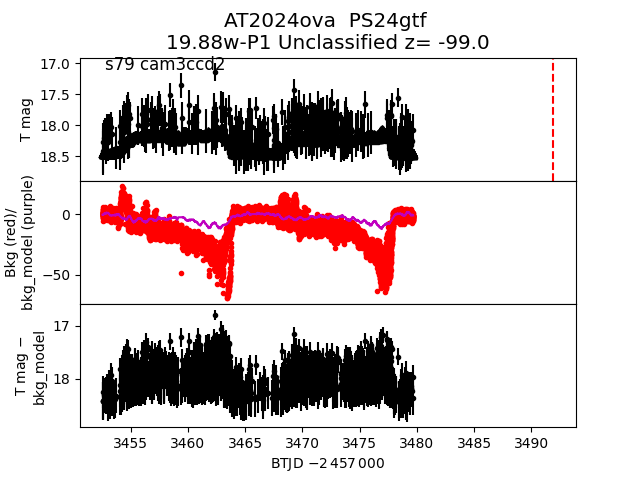 AT2024ova  PS24gtf
19.88w-P1 Unclassified z= -99.0
s79 cam3ccd2
17.0
17.5
18.0
18.5
T mag
0
−50
Bkg (red)/
bkg_model (purple)
17
18
T mag −
bkg_model
3455 3460 3465 3470 3475 3480 3485 3490
BTJD −2 457 000